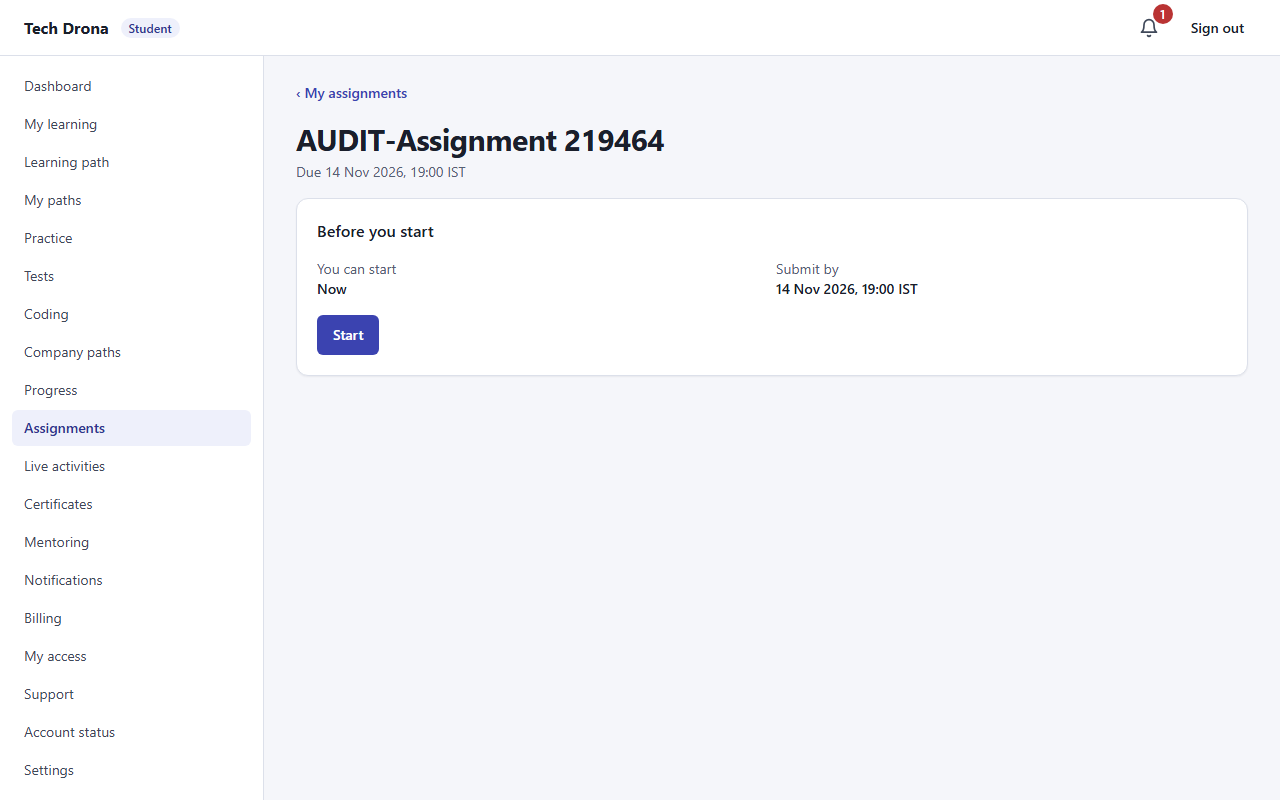 Tech Drona Student 1 Sign out
Dashboard
My learning
Learning path
My paths
Practice
Tests
Coding
Company paths
Progress
Assignments
Live activities
Certificates
Mentoring
Notifications
Billing
My access
Support
Account status
Settings
‹ My assignments
AUDIT-Assignment 219464
Due 14 Nov 2026, 19:00 IST
Before you start
You can start
Now
Submit by
14 Nov 2026, 19:00 IST
Start